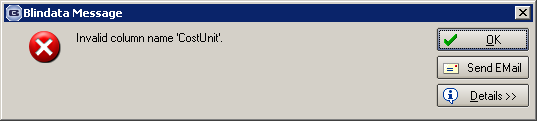 Blindata Message
Invalid column name 'CostUnit'.
OK
Send EMail
Details >>